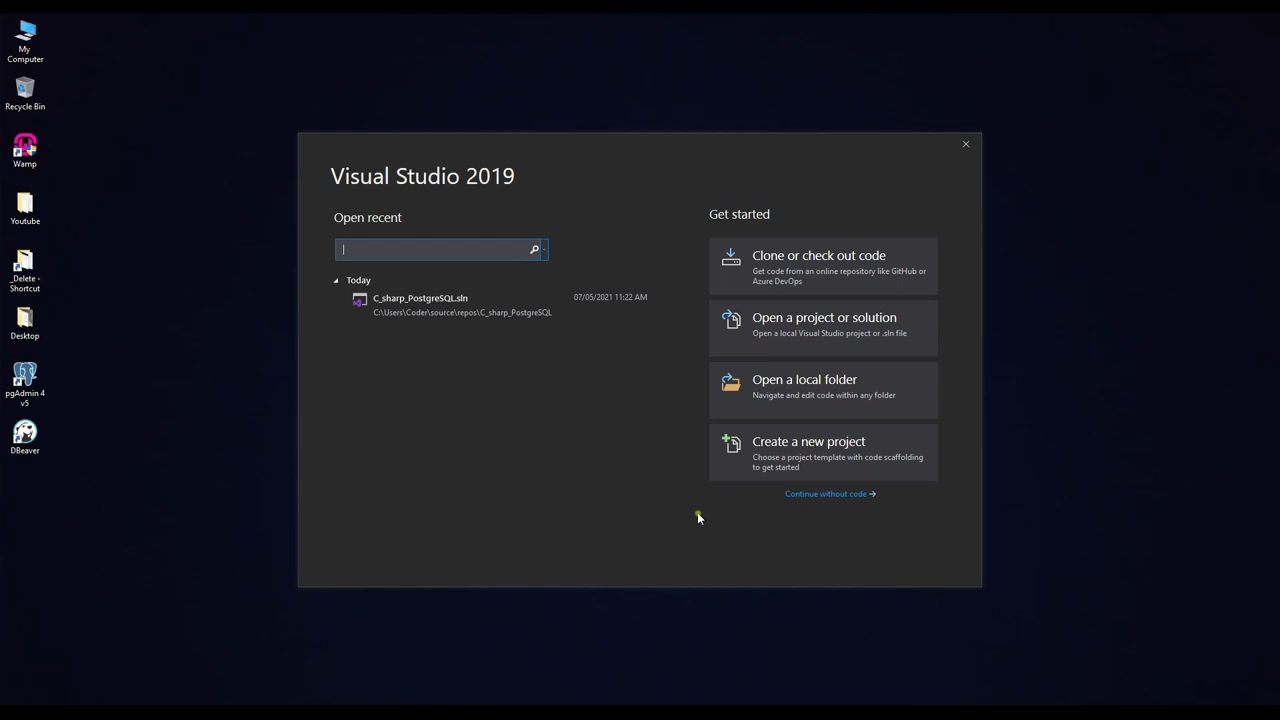 My
Computer
Recycle Bin
Wamp
Youtube
_Delete -
Shortcut
Desktop
pgAdmin 4
v5
DBeaver
Visual Studio 2019
Open recent
Today
C_sharp_PostgreSQL.sln
07/05/2021 11:22 AM
C:\Users\Coder\source\repos\C_sharp_PostgreSQL
Get started
Clone or check out code
Get code from an online repository like GitHub or
Azure DevOps
Open a project or solution
Open a local Visual Studio project or .sln file
Open a local folder
Navigate and edit code within any folder
Create a new project
Choose a project template with code scaffolding
to get started
Continue without code